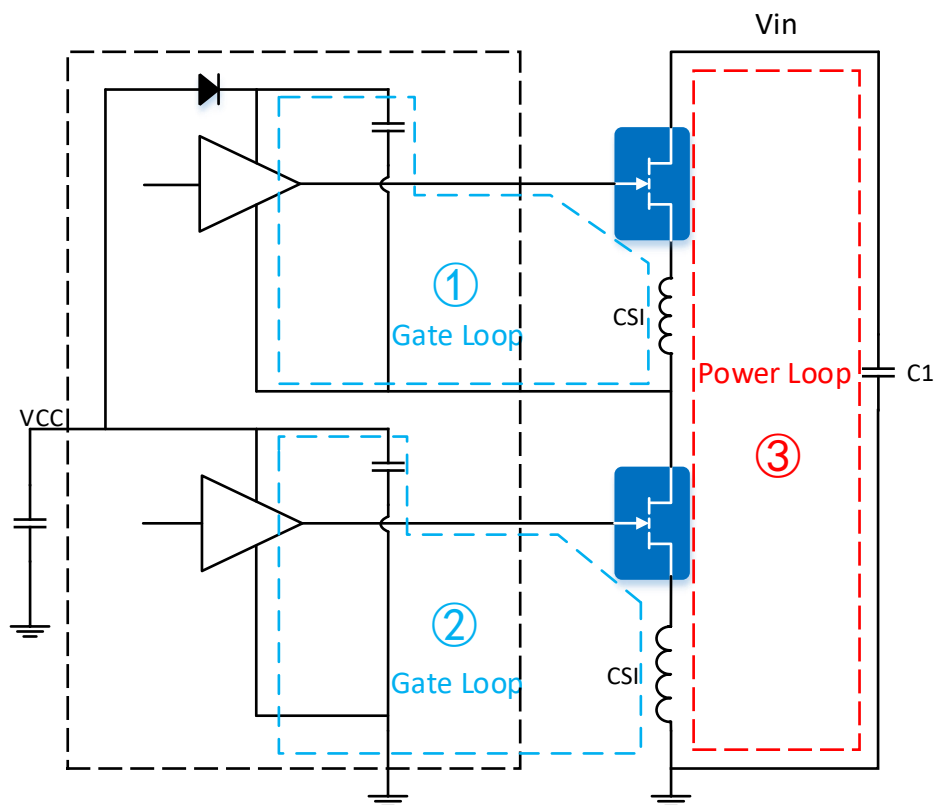 Vin
①
Gate Loop
CSI
Power Loop
C1
VCC
③
②
Gate Loop
CSI